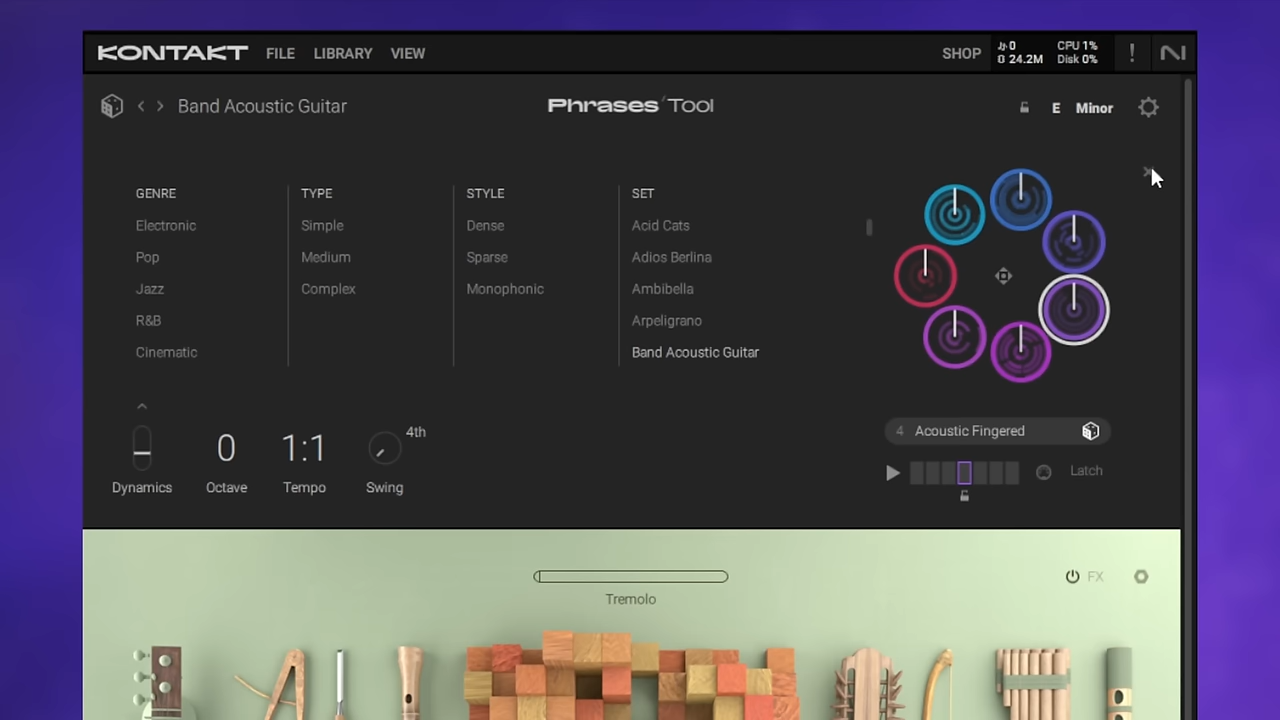 KONTAKT FILE LIBRARY VIEW SHOP 0 24.2M CPU 1% Disk 0% !
Band Acoustic Guitar Phrases Tool E Minor
GENRE TYPE STYLE SET
Electronic Simple Dense Acid Cats
Pop Medium Sparse Adios Berlina
Jazz Complex Monophonic Ambibella
R&B Arpeligrano
Cinematic Band Acoustic Guitar
4 Acoustic Fingered
0 1:1 4th
Latch
Dynamics Octave Tempo Swing
FX
Tremolo